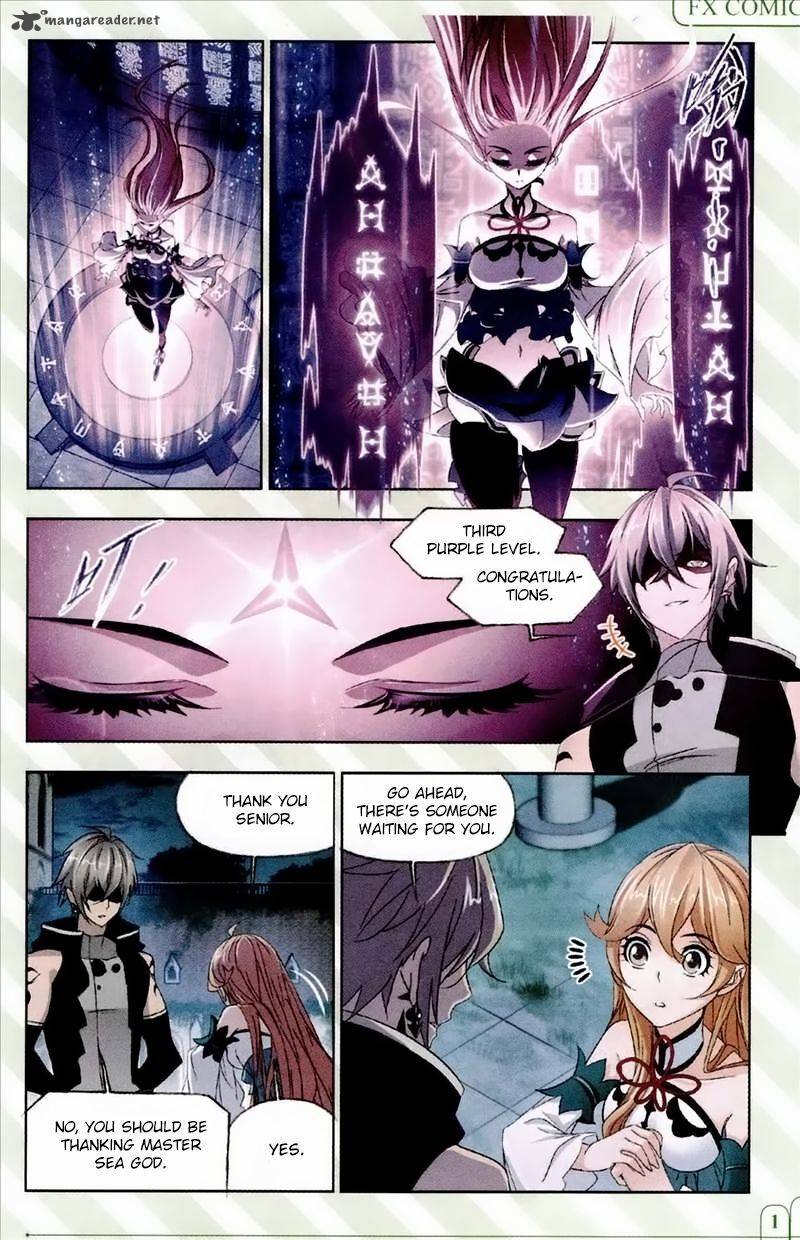 mangareader.net
FX COMIC
THIRD
PURPLE LEVEL.
CONGRATULA-
TIONS.
THANK YOU
SENIOR.
GO AHEAD,
THERE'S SOMEONE
WAITING FOR YOU.
NO, YOU SHOULD BE
THANKING MASTER
SEA GOD.
YES.
1